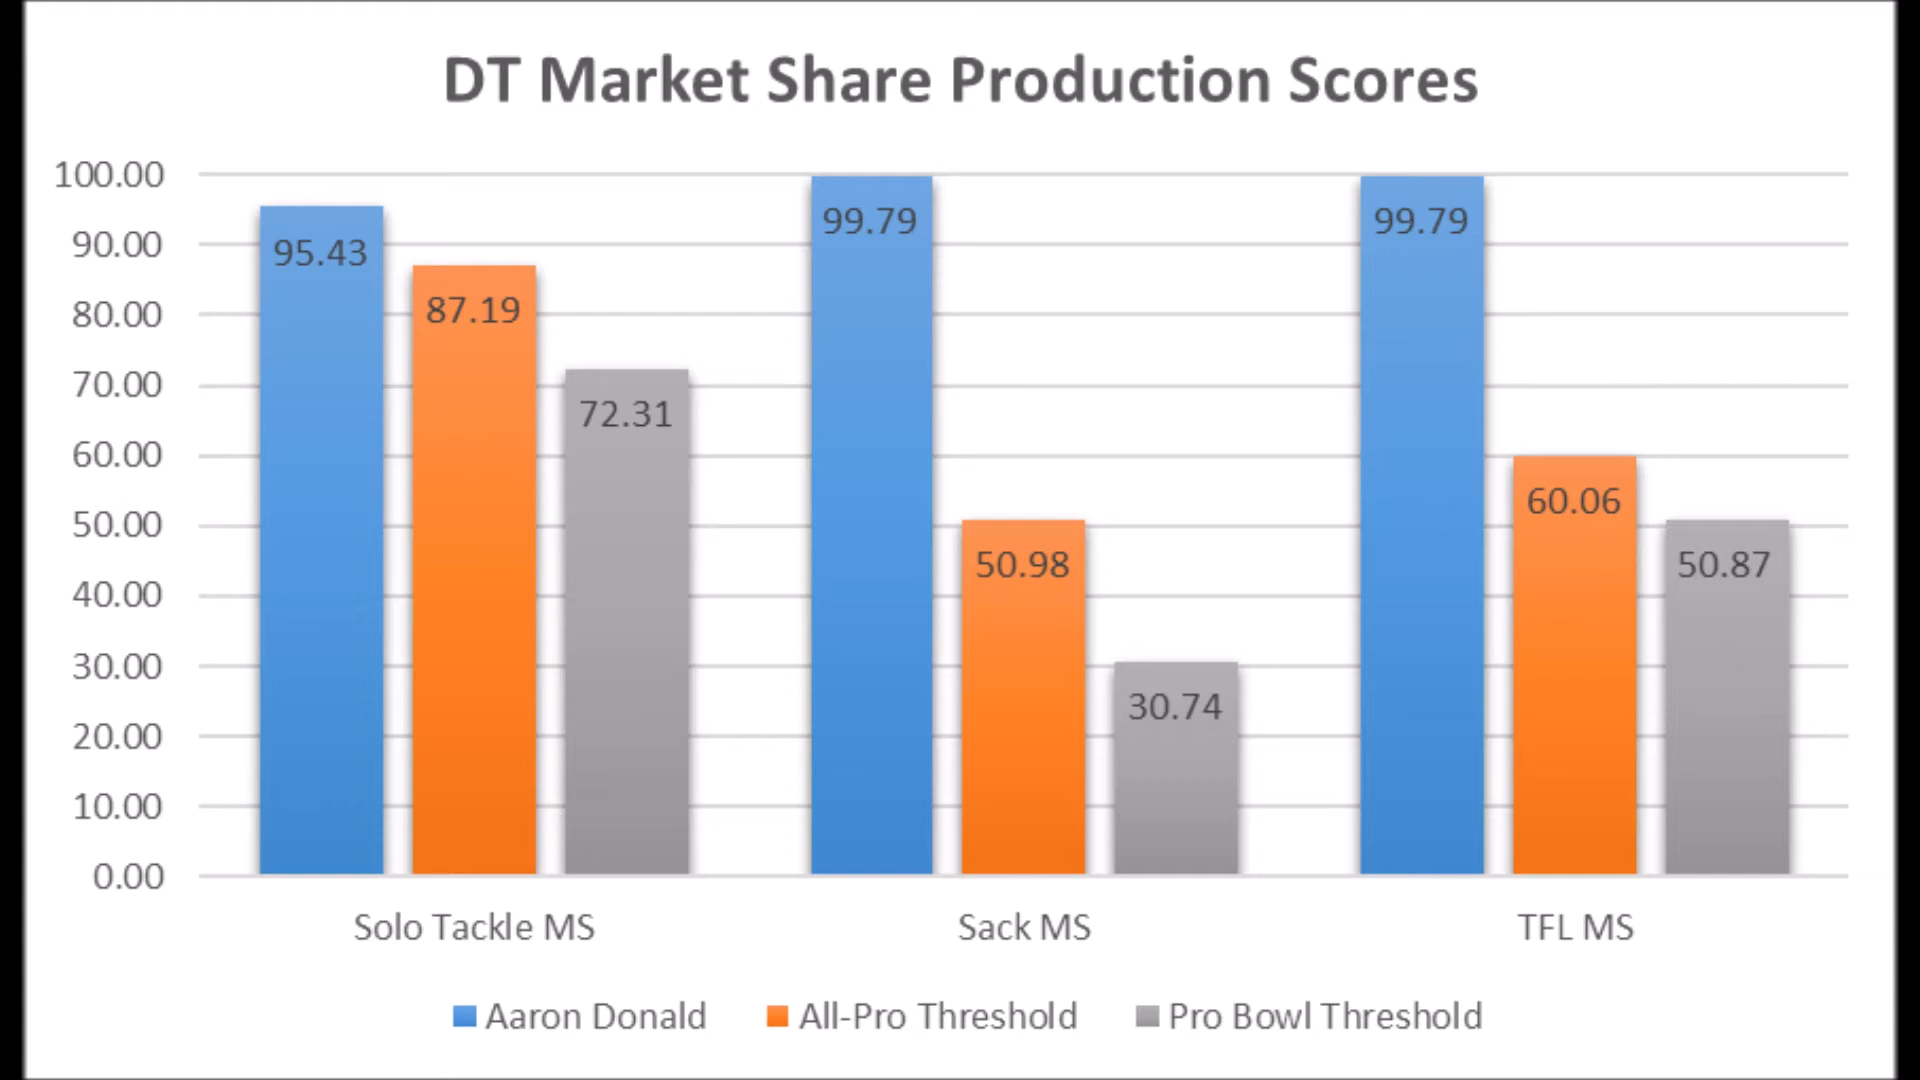 DT Market Share Production Scores
100.00
90.00
80.00
70.00
60.00
50.00
40.00
30.00
20.00
10.00
0.00
95.43
87.19
72.31
99.79
50.98
30.74
99.79
60.06
50.87
Solo Tackle MS
Sack MS
TFL MS
Aaron Donald
All-Pro Threshold
Pro Bowl Threshold